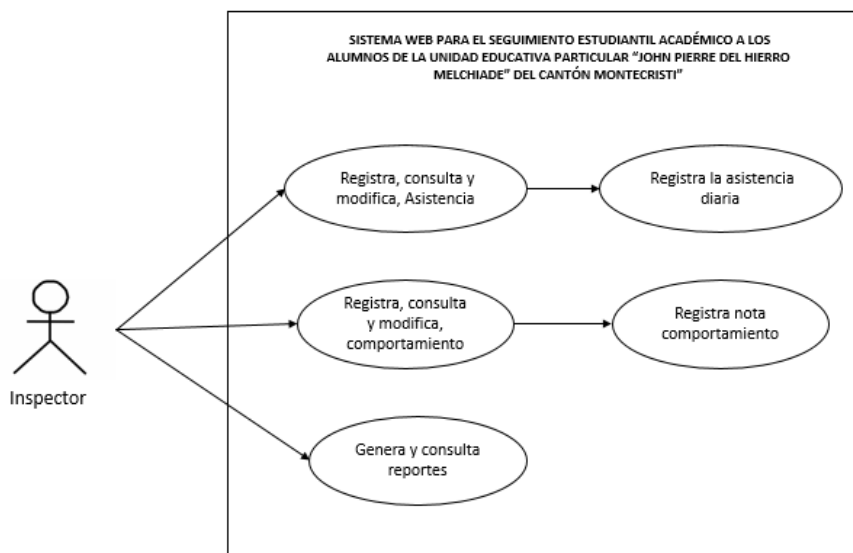 SISTEMA WEB PARA EL SEGUIMIENTO ESTUDIANTIL ACADÉMICO A LOS
ALUMNOS DE LA UNIDAD EDUCATIVA PARTICULAR “JOHN PIERRE DEL HIERRO
MELCHIADE” DEL CANTÓN MONTECRISTI”
Registra, consulta y
modifica, Asistencia
Registra la asistencia
diaria
Registra, consulta
y modifica,
comportamiento
Registra nota
comportamiento
Inspector
Genera y consulta
reportes